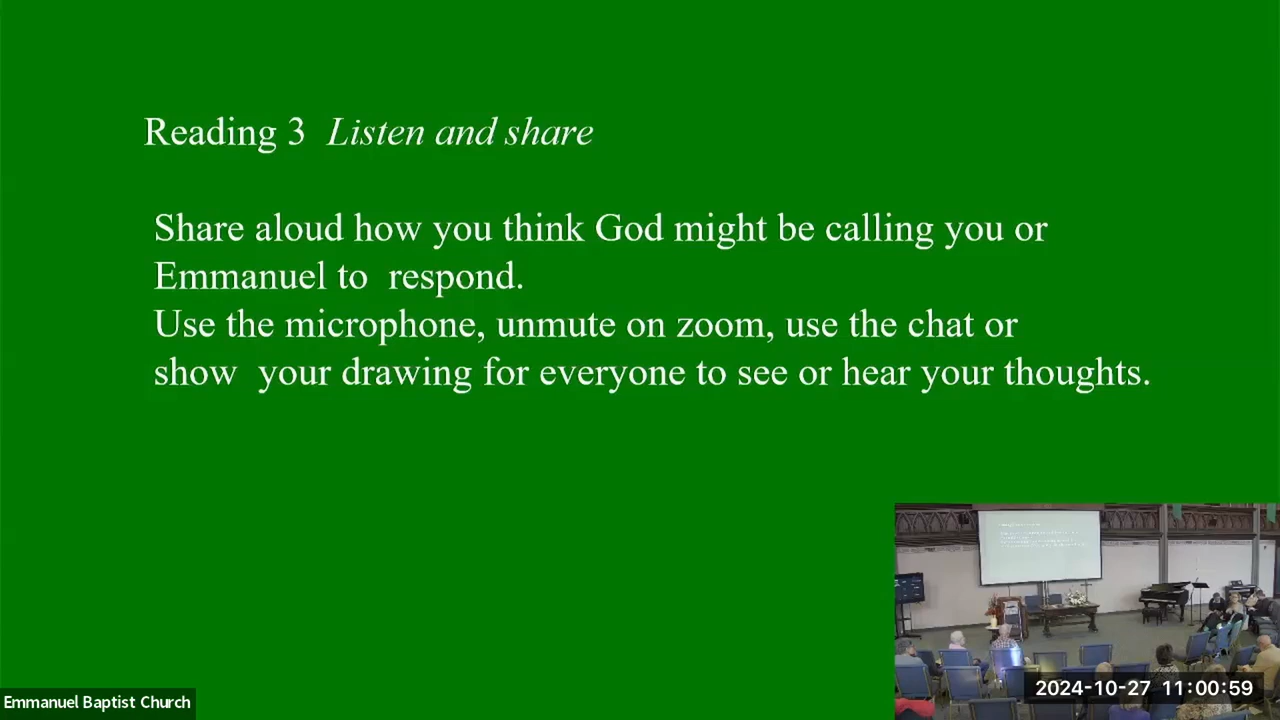 Reading 3 Listen and share
Share aloud how you think God might be calling you or
Emmanuel to respond.
Use the microphone, unmute on zoom, use the chat or
show your drawing for everyone to see or hear your thoughts.
Emmanuel Baptist Church
2024-10-27 11:00:59